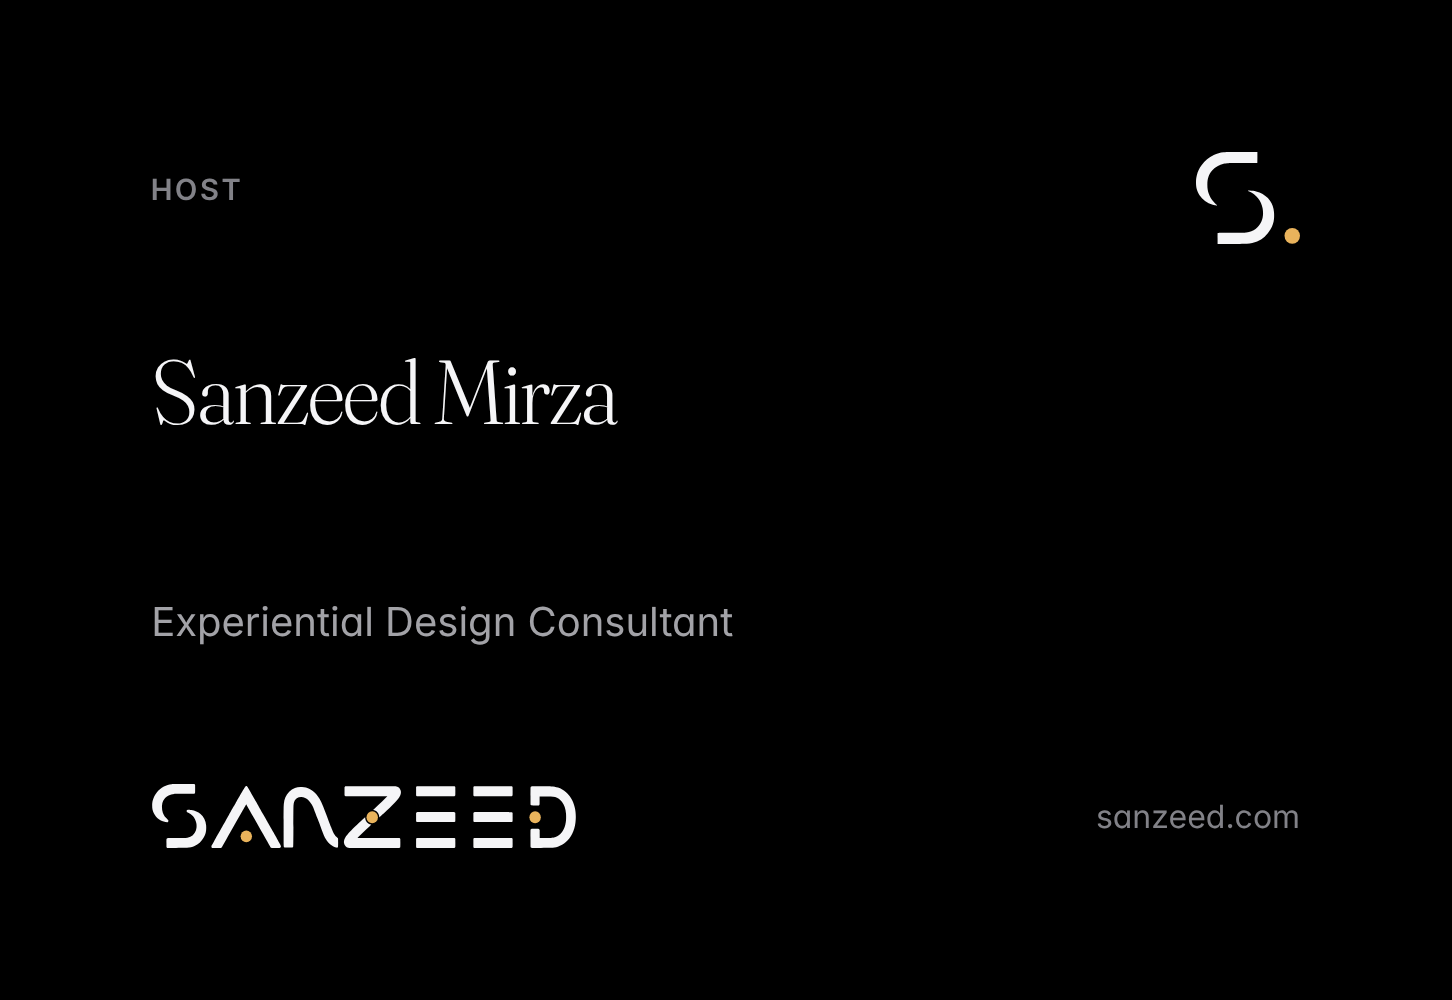 HOST
S.
Sanzeed Mirza
Experiential Design Consultant
SANZEED
sanzeed.com